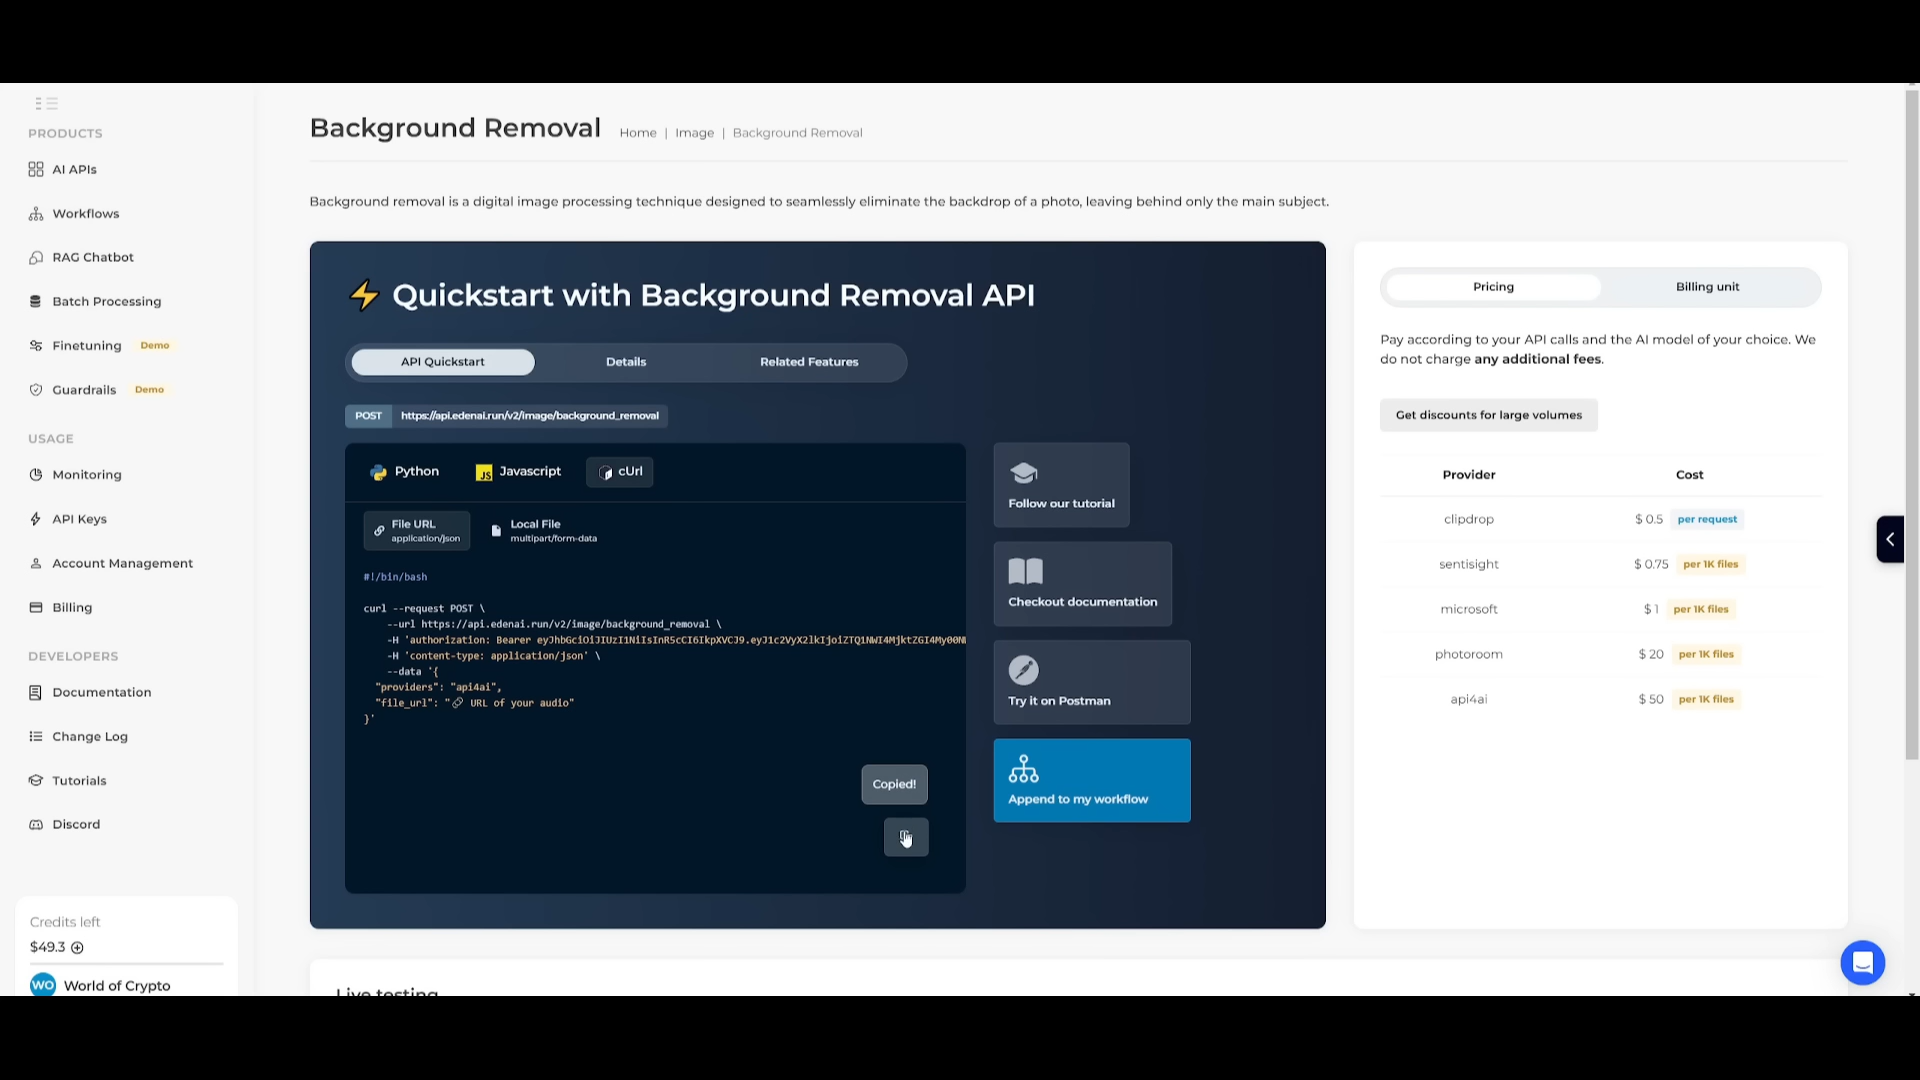 PRODUCTS
AI APIs
Workflows
RAG Chatbot
Batch Processing
Finetuning Demo
Guardrails Demo
USAGE
Monitoring
API Keys
Account Management
Billing
DEVELOPERS
Documentation
Change Log
Tutorials
Discord
Credits left
$49.3
WO World of Crypto
Background Removal Home | Image | Background Removal
Background removal is a digital image processing technique designed to seamlessly eliminate the backdrop of a photo, leaving behind only the main subject.
⚡ Quickstart with Background Removal API
API Quickstart Details Related Features
POST https://api.edenai.run/v2/image/background_removal
Python JS Javascript cUrl
File URL
application/json
Local File
multipart/form-data
#!/bin/bash
curl --request POST \
--url https://api.edenai.run/v2/image/background_removal \
-H 'authorization: Bearer
-H 'content-type: application/json' \
--data '{
"providers": "api4ai",
"file_url": "🔗 URL of your audio"
}'
Copied!
Follow our tutorial
Checkout documentation
Try it on Postman
Append to my workflow
Pricing Billing unit
Pay according to your API calls and the AI model of your choice. We
do not charge any additional fees.
Get discounts for large volumes
Provider Cost
clipdrop $ 0.5 per request
sentisight $ 0.75 per 1K files
microsoft $ 1 per 1K files
photoroom $ 20 per 1K files
api4ai $ 50 per 1K files
Live testing